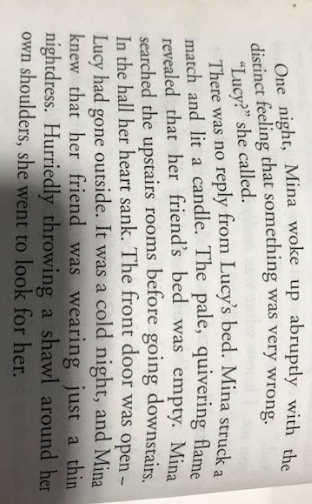 One night, Mina woke up abruptly with the
distinct feeling that something was very wrong.
“Lucy?” she called.
There was no reply from Lucy’s bed. Mina struck a
match and lit a candle. The pale, quivering flame
revealed that her friend’s bed was empty. Mina
searched the upstairs rooms before going downstairs.
In the hall her heart sank. The front door was open –
Lucy had gone outside. It was a cold night, and Mina
knew that her friend was wearing just a thin
nightdress. Hurriedly throwing a shawl around her
own shoulders, she went to look for her.